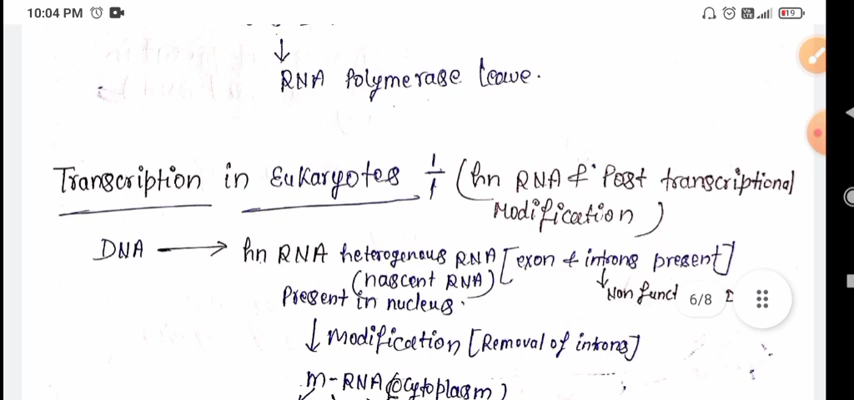 10:04 PM
19
↓
RNA Polymerase leave.
Transcription in Eukaryotes ÷ (hn RNA & Post transcriptional
Modification)
DNA → hn RNA heterogenous RNA [exon & introns present]
(nascent RNA)
↓ Non funct
Present in nucleus.
6/8
↓ Modification [Removal of introns]
m-RNA (Cytoplasm)